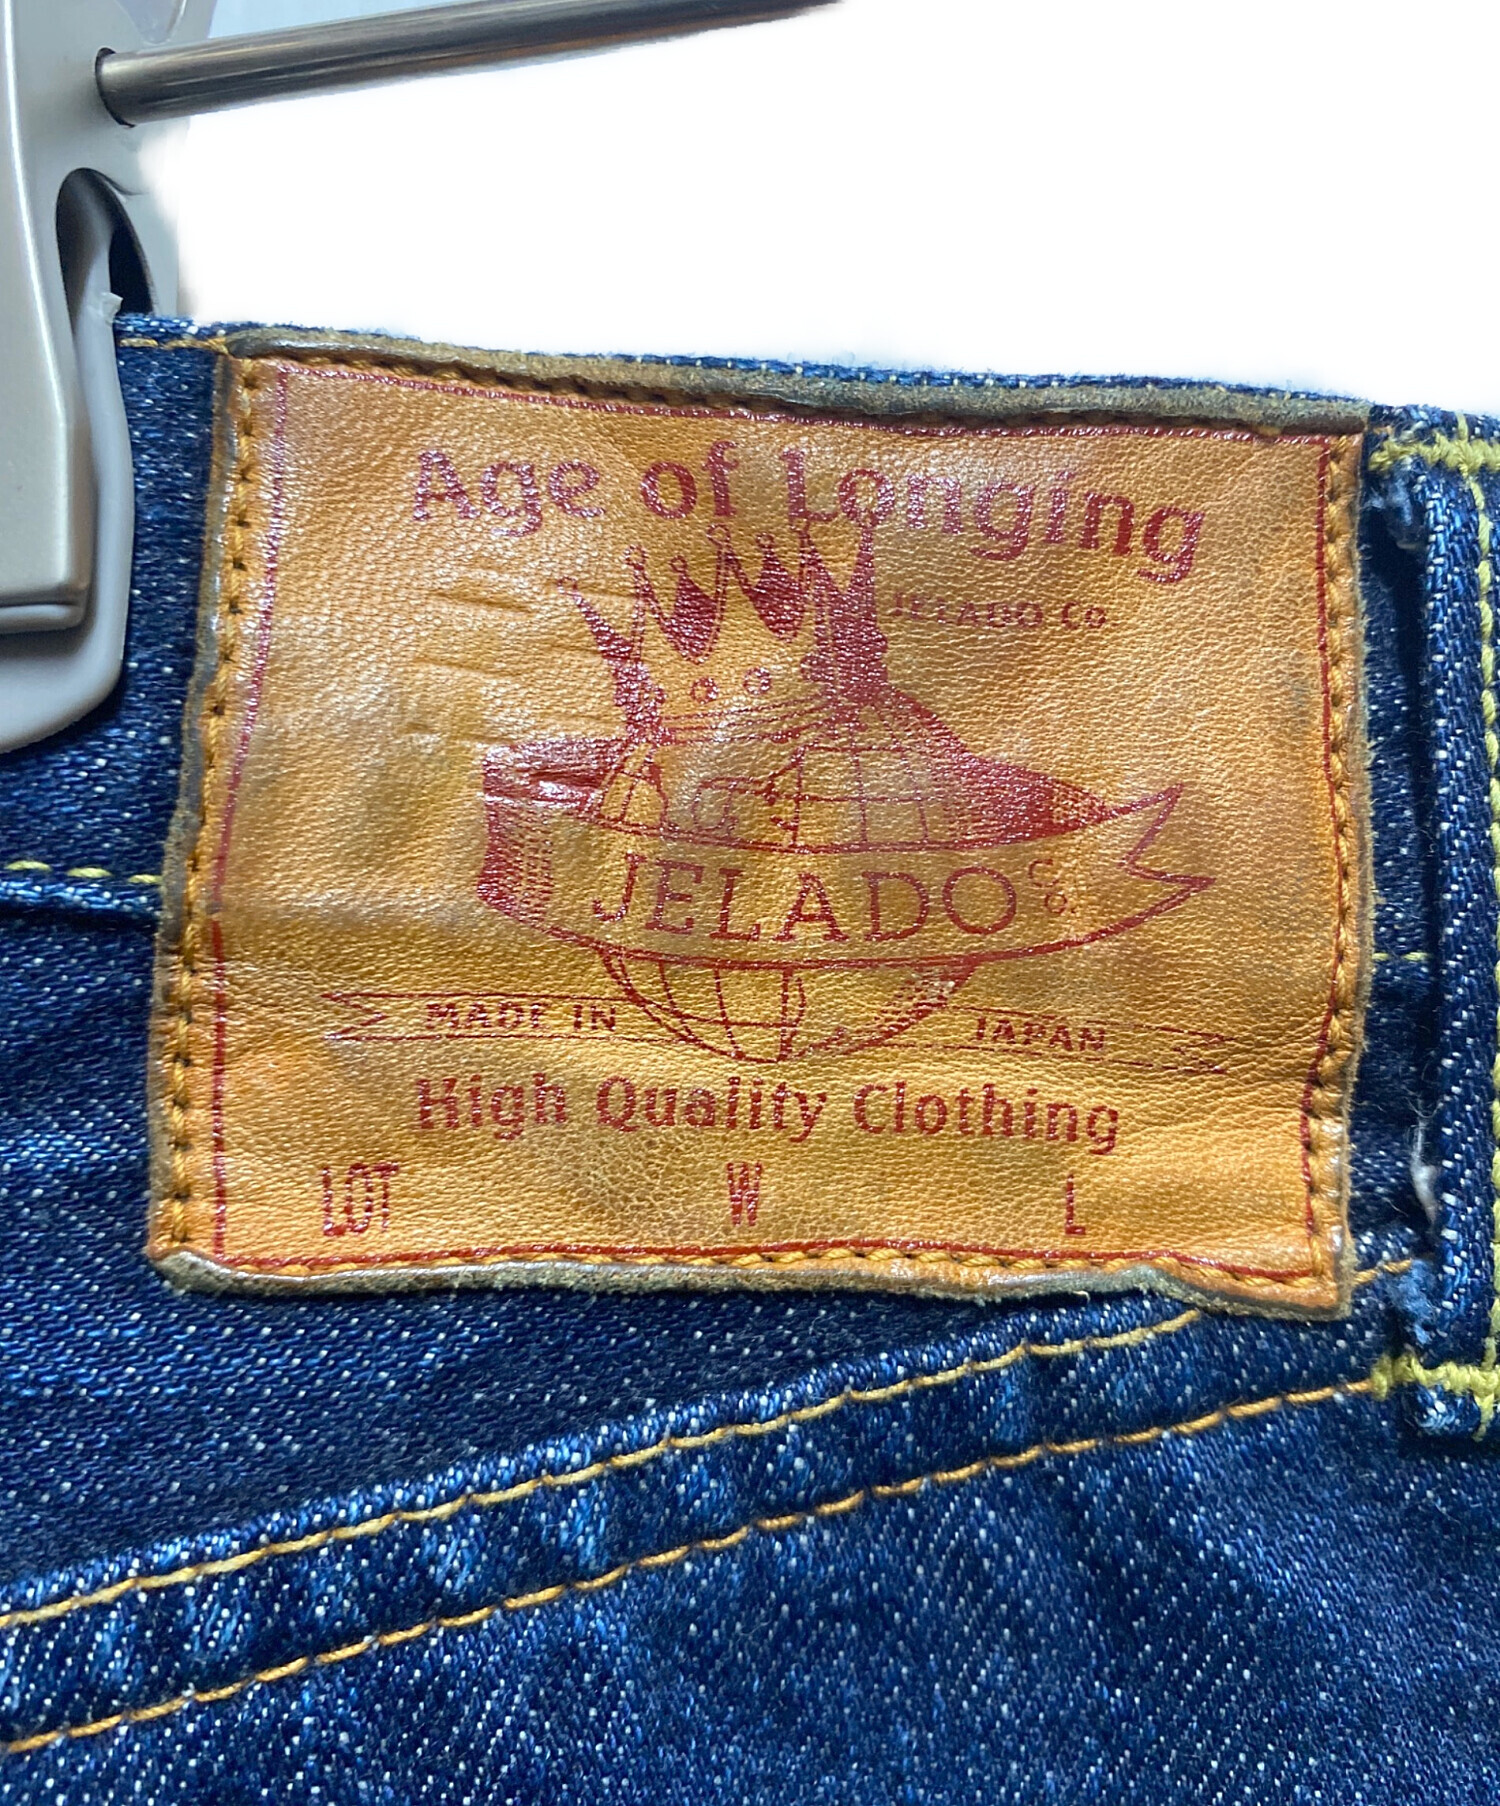 Age of Longing
JELADO Co
JELADO Co.
MADE IN JAPAN
High Quality Clothing
LOT W L